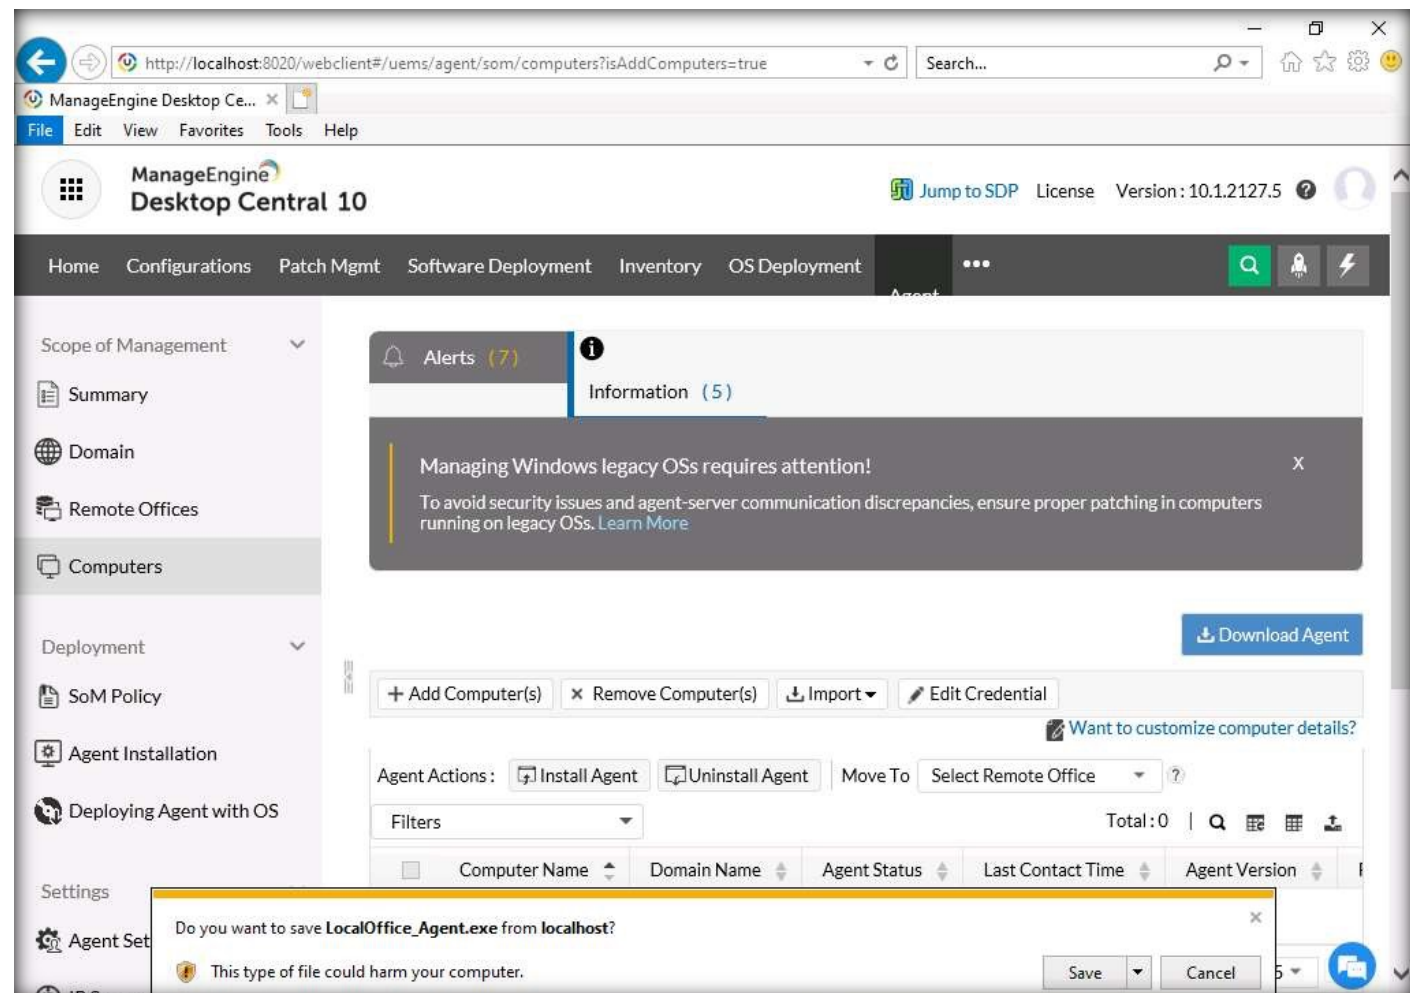 http://localhost:8020/webclient#/uems/agent/som/computers?isAddComputers=true
Search...
ManageEngine Desktop Ce...
File Edit View Favorites Tools Help
ManageEngine
Desktop Central 10
Jump to SDP License Version : 10.1.2127.5
Home Configurations Patch Mgmt Software Deployment Inventory OS Deployment Agent
Scope of Management
Summary
Domain
Remote Offices
Computers
Deployment
SoM Policy
Agent Installation
Deploying Agent with OS
Settings
Agent Set
Alerts (7)
Information (5)
Managing Windows legacy OSs requires attention!
X
To avoid security issues and agent-server communication discrepancies, ensure proper patching in computers
running on legacy OSs. Learn More
Download Agent
+ Add Computer(s) × Remove Computer(s) Import Edit Credential
Want to customize computer details?
Agent Actions : Install Agent Uninstall Agent Move To Select Remote Office ?
Filters
Total : 0
Computer Name Domain Name Agent Status Last Contact Time Agent Version
Do you want to save LocalOffice_Agent.exe from localhost?
This type of file could harm your computer.
Save Cancel
5